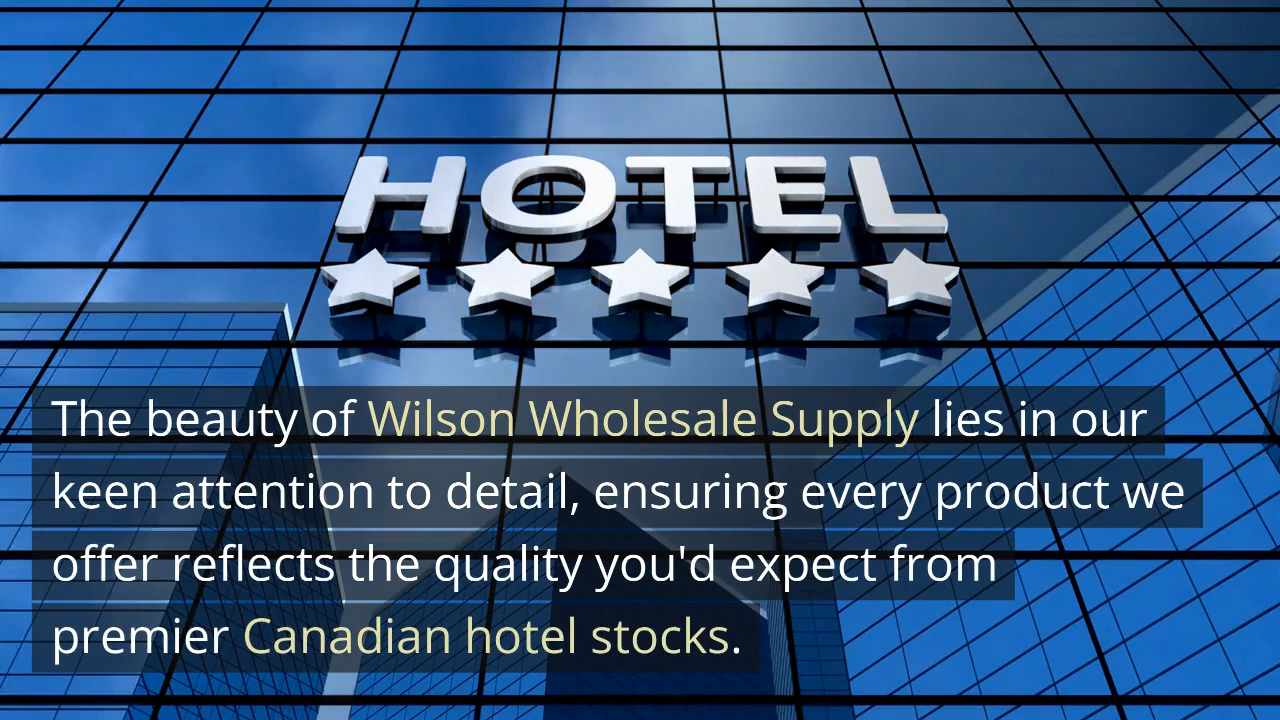 HOTEL
The beauty of Wilson Wholesale Supply lies in our
keen attention to detail, ensuring every product we
offer reflects the quality you'd expect from
premier Canadian hotel stocks.